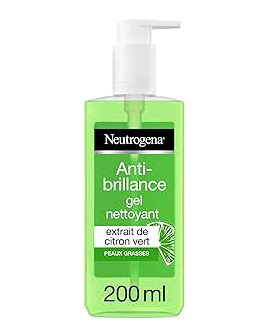 Neutrogena®
Anti-
brillance
gel
nettoyant
extrait de
citron vert
PEAUX GRASSES
200 ml